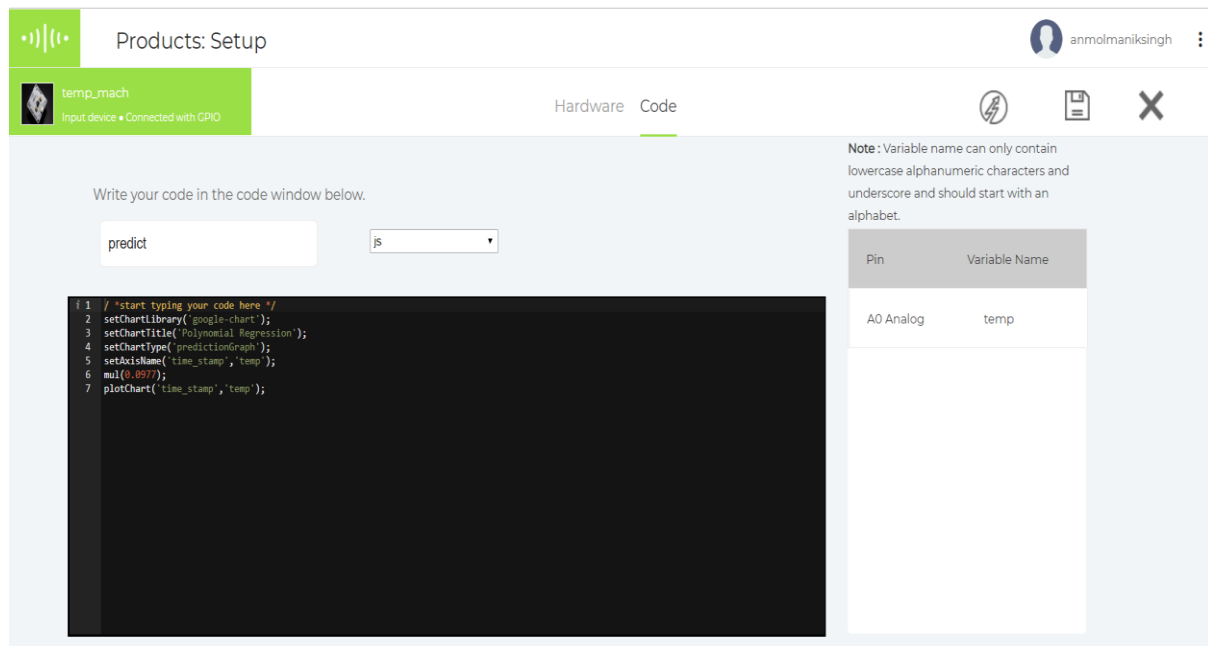 Products: Setup
anmolmaniksingh
temp_mach
Input device • Connected with GPIO
Hardware Code
Note : Variable name can only contain
lowercase alphanumeric characters and
underscore and should start with an
alphabet.
Write your code in the code window below.
predict
js
Pin Variable Name
A0 Analog temp
i 1 / *start typing your code here */
2 setChartLibrary('google-chart');
3 setChartTitle('Polynomial Regression');
4 setChartType('predictionGraph');
5 setAxisName('time_stamp','temp');
6 mul(0.0977);
7 plotChart('time_stamp','temp');